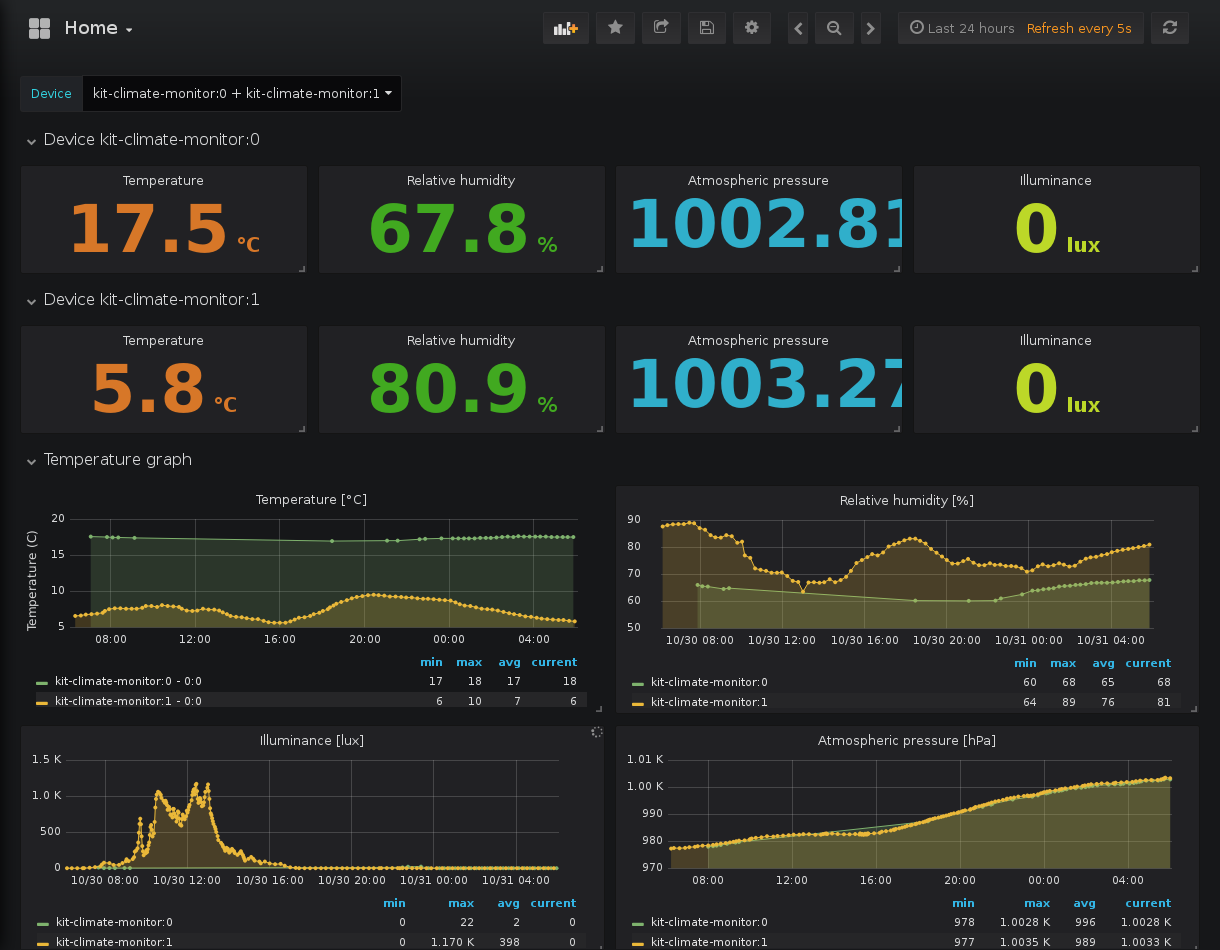 Home
Last 24 hours Refresh every 5s
Device kit-climate-monitor:0 + kit-climate-monitor:1
Device kit-climate-monitor:0
Temperature Relative humidity Atmospheric pressure Illuminance
17.5 °C 67.8 % 1002.81 0 lux
Device kit-climate-monitor:1
Temperature Relative humidity Atmospheric pressure Illuminance
5.8 °C 80.9 % 1003.27 0 lux
Temperature graph
Temperature [°C]
Temperature (C)
20
15
10
5
08:00 12:00 16:00 20:00 00:00 04:00
min max avg current
kit-climate-monitor:0 - 0:0 17 18 17 18
kit-climate-monitor:1 - 0:0 6 10 7 6
Relative humidity [%]
90
80
70
60
50
10/30 08:00 10/30 12:00 10/30 16:00 10/30 20:00 10/31 00:00 10/31 04:00
min max avg current
kit-climate-monitor:0 60 68 65 68
kit-climate-monitor:1 64 89 76 81
Illuminance [lux]
1.5 K
1.0 K
500
0
10/30 08:00 10/30 12:00 10/30 16:00 10/30 20:00 10/31 00:00 10/31 04:00
min max avg current
kit-climate-monitor:0 0 22 2 0
kit-climate-monitor:1 0 1.170 K 398 0
Atmospheric pressure [hPa]
1.01 K
1.00 K
990
980
970
08:00 12:00 16:00 20:00 00:00 04:00
min max avg current
kit-climate-monitor:0 978 1.0028 K 996 1.0028 K
kit-climate-monitor:1 977 1.0035 K 989 1.0033 K